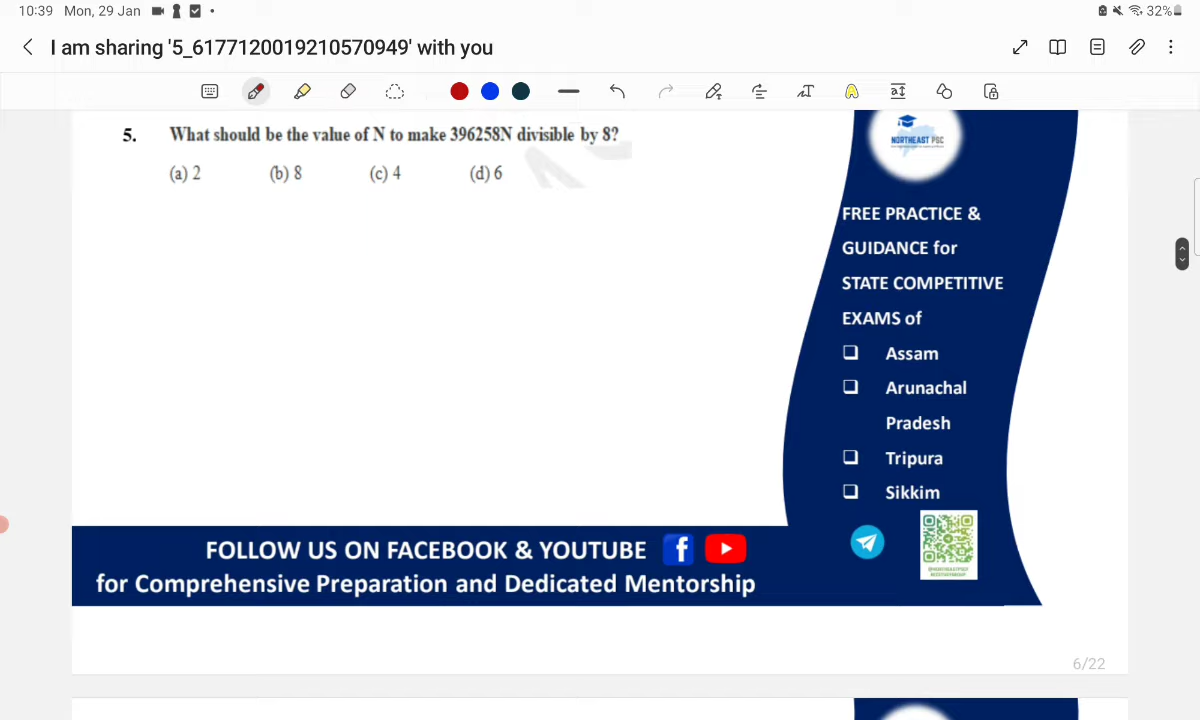 10:39 Mon, 29 Jan
32%
I am sharing '5_6177120019210570949' with you
5. What should be the value of N to make 396258N divisible by 8?
(a) 2 (b) 8 (c) 4 (d) 6
NORTHEAST PSC
FREE PRACTICE &
GUIDANCE for
STATE COMPETITIVE
EXAMS of
Assam
Arunachal
Pradesh
Tripura
Sikkim
FOLLOW US ON FACEBOOK & YOUTUBE
for Comprehensive Preparation and Dedicated Mentorship
6/22